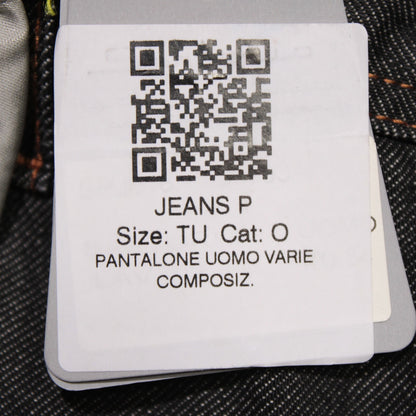 JEANS P
Size: TU Cat: O
PANTALONE UOMO VARIE
COMPOSIZ.